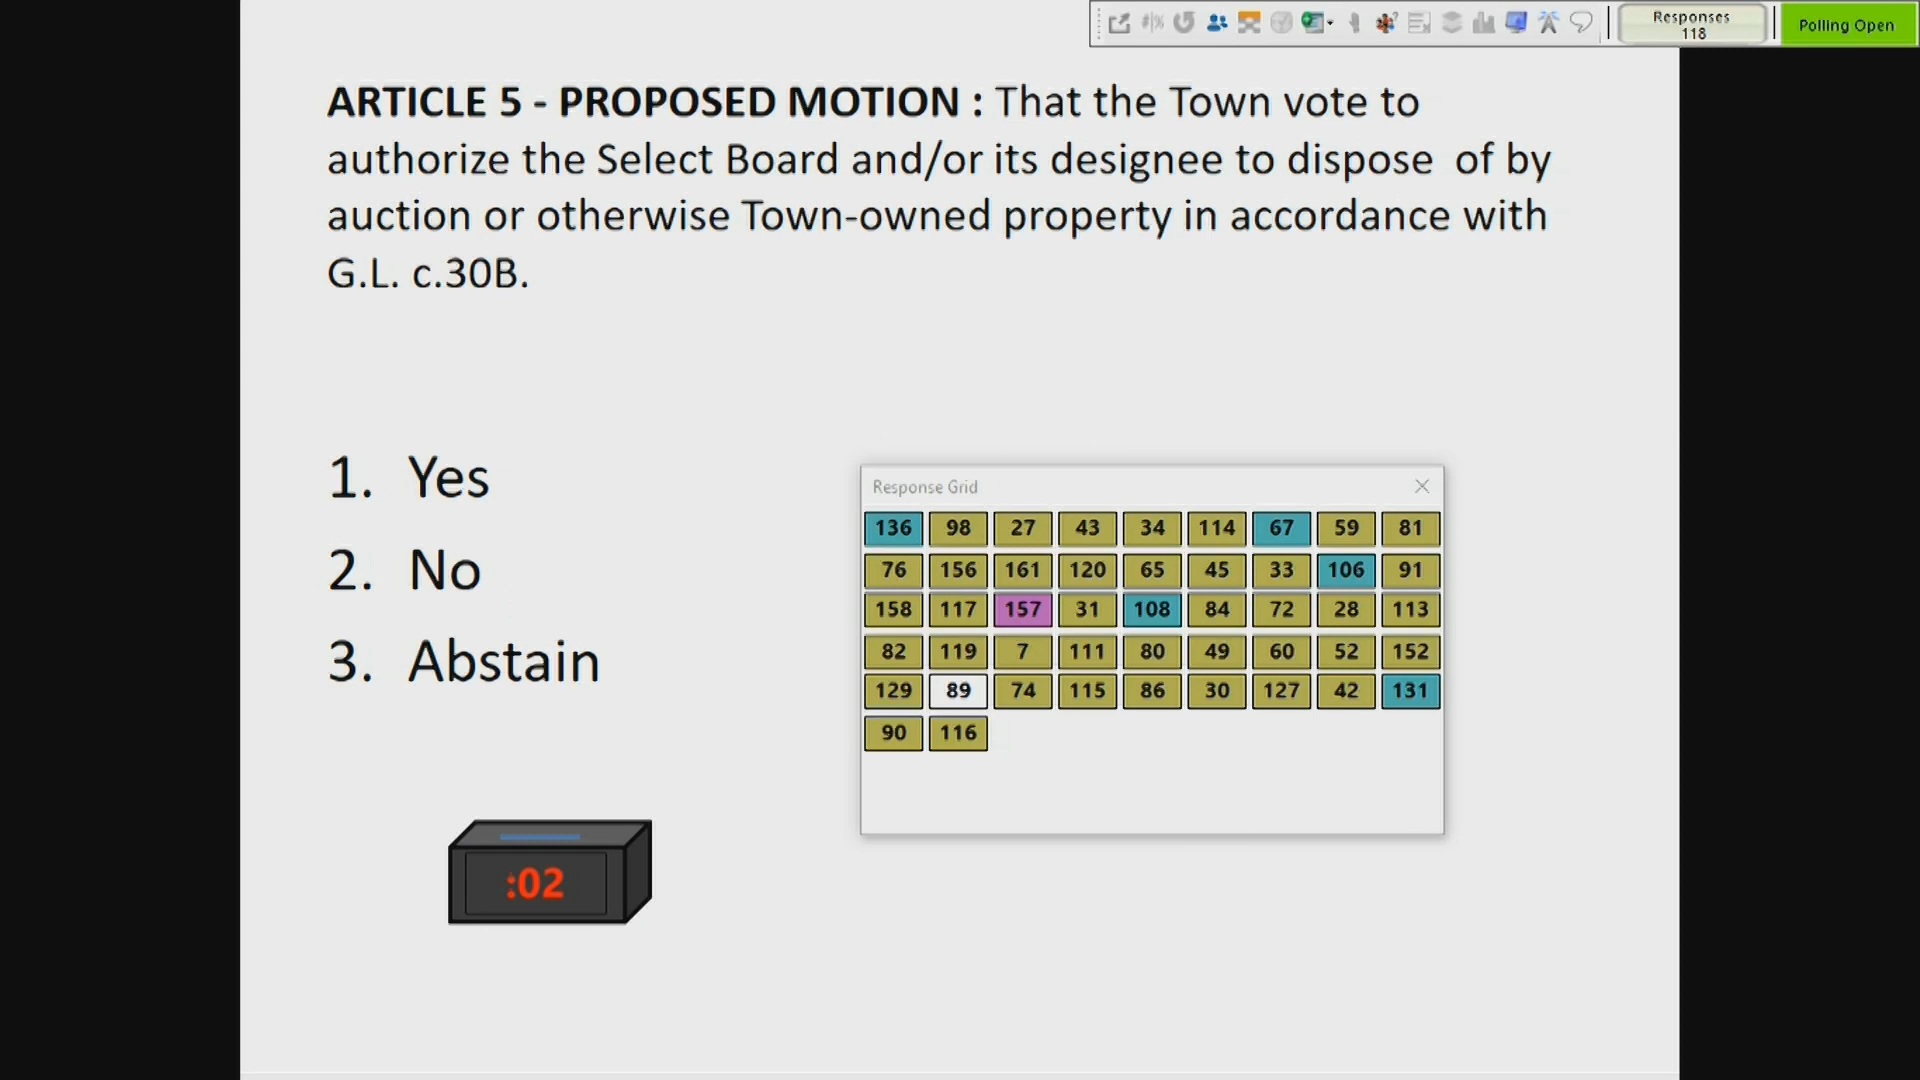 Responses
118
Polling Open
ARTICLE 5 - PROPOSED MOTION : That the Town vote to
authorize the Select Board and/or its designee to dispose of by
auction or otherwise Town-owned property in accordance with
G.L. c.30B.
1. Yes
2. No
3. Abstain
Response Grid
136 98 27 43 34 114 67 59 81
76 156 161 120 65 45 33 106 91
158 117 157 31 108 84 72 28 113
82 119 7 111 80 49 60 52 152
129 89 74 115 86 30 127 42 131
90 116
:02